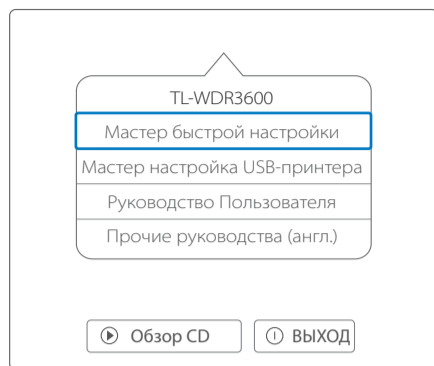 TL-WDR3600
Мастер быстрой настройки
Мастер настройка USB-принтера
Руководство Пользователя
Прочие руководства (англ.)
Обзор CD
ВЫХОД